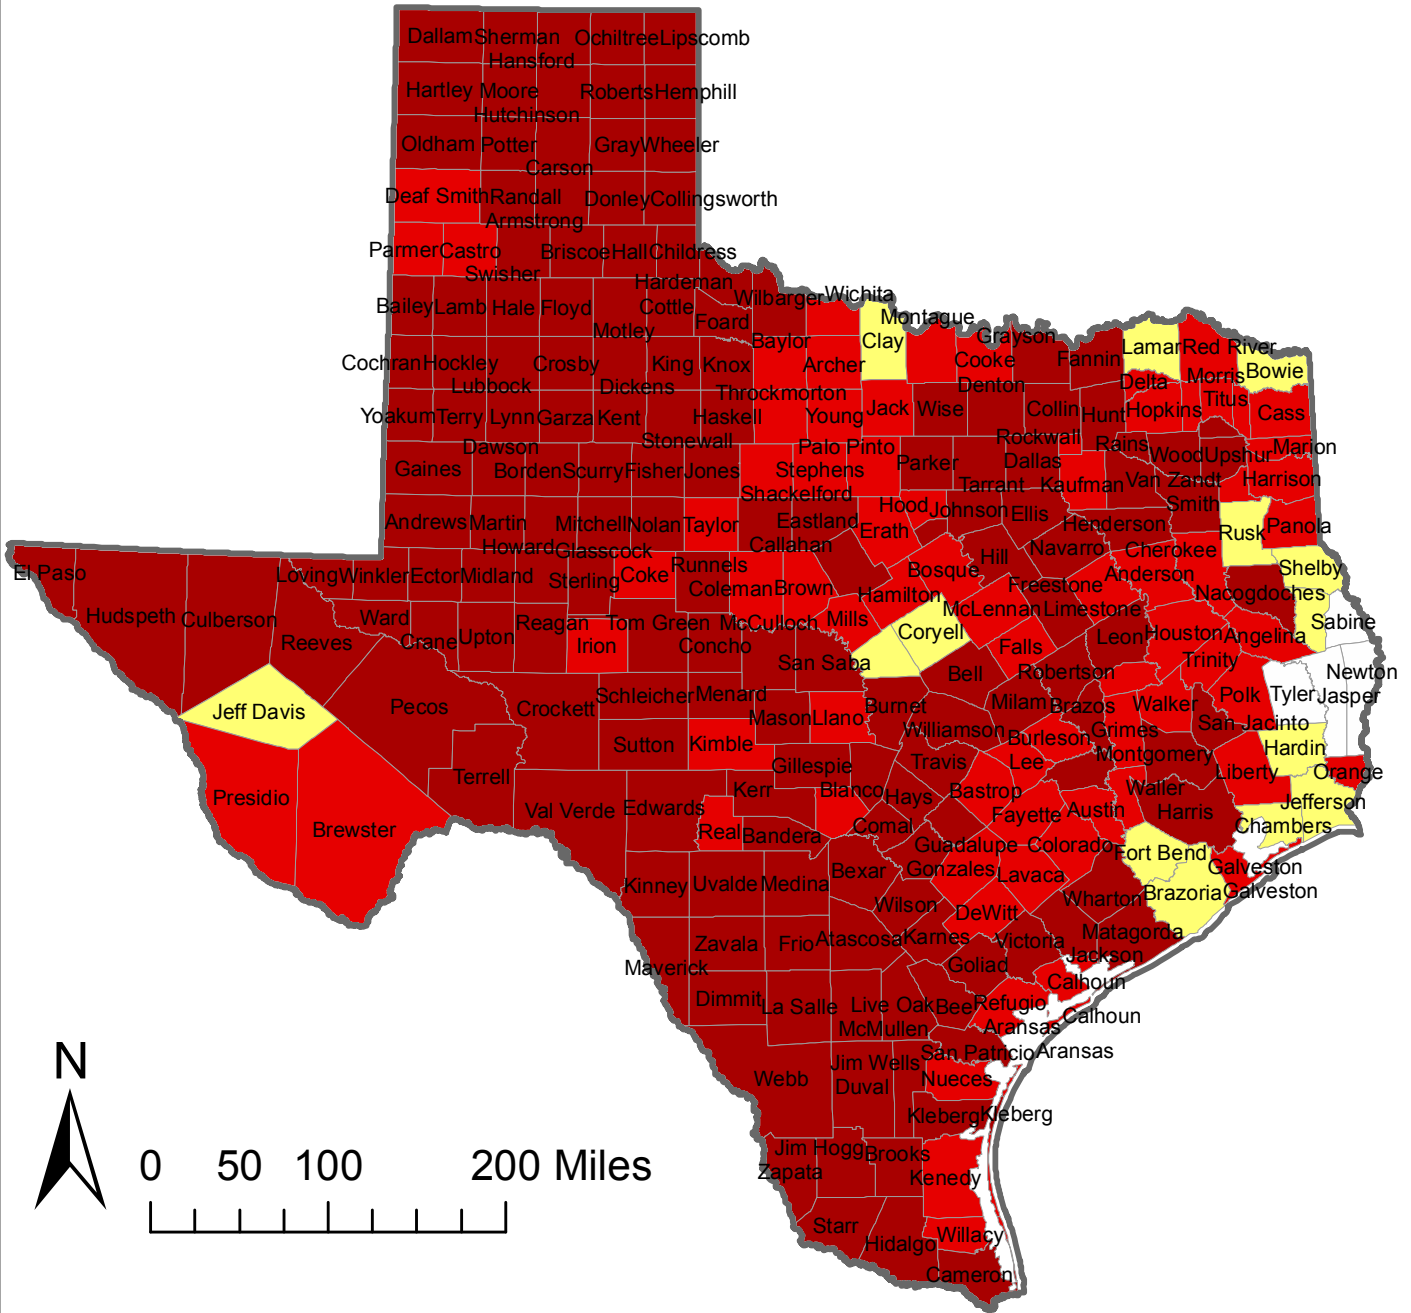 Dallam Sherman Ochiltree Lipscomb
Hansford
Hartley Moore Roberts Hemphill
Hutchinson
Oldham Potter Gray Wheeler
Carson
Deaf Smith Randall Donley Collingsworth
Armstrong
Parmer Castro Briscoe Hall Childress
Swisher
Hardeman
Wilbarger Wichita
Bailey Lamb Hale Floyd Cottle
Foard Montague
Motley Grayson
Baylor Clay Lamar Red River
Cochran Hockley Crosby King Knox Archer Cooke Fannin Bowie
Lubbock Dickens Denton Delta Morris
Throckmorton Titus
Yoakum Terry Lynn Garza Kent Haskell Young Jack Wise Collin Hunt Hopkins Cass
Stonewall Rockwall
Dawson Palo Pinto Rains Marion
Gaines Borden Scurry Fisher Jones Stephens Parker Dallas Wood Upshur
Shackelford Tarrant Kaufman Van Zandt Harrison
Hood Johnson Smith
Andrews Martin Mitchell Nolan Taylor Eastland Erath Ellis Henderson Rusk Panola
Howard Glasscock Callahan Navarro Cherokee
El Paso Loving Winkler Ector Midland Sterling Coke Runnels Hill Shelby
Coleman Brown Bosque Freestone Anderson
Hamilton Nacogdoches
Hudspeth Culberson Ward Reagan Tom Green McCulloch Mills McLennan Limestone Sabine
Reeves Crane Upton Irion Concho Coryell Falls Leon Houston Angelina
San Saba Bell Robertson Trinity Newton
Jeff Davis Pecos Crockett Schleicher Menard Mason Llano Burnet Milam Brazos Walker Polk Tyler Jasper
Williamson Grimes San Jacinto
Sutton Kimble Burleson Montgomery Hardin
Terrell Gillespie Travis Lee Liberty Orange
Presidio Val Verde Edwards Kerr Blanco Hays Bastrop Waller
Fayette Austin Harris Jefferson
Brewster Real Bandera Comal Chambers
Guadalupe Colorado Fort Bend
Kinney Uvalde Medina Bexar Gonzales Lavaca Galveston
Wilson Wharton Brazoria Galveston
DeWitt
Zavala Frio Atascosa Karnes Victoria Matagorda
Maverick Goliad Jackson
Calhoun
Dimmit La Salle Live Oak Bee Refugio Calhoun
McMullen Aransas
San Patricio Aransas
Jim Wells
Webb Duval Nueces
Kleberg Kleberg
Jim Hogg Brooks
Zapata Kenedy
Starr Willacy
Hidalgo
Cameron
N
0 50 100 200 Miles